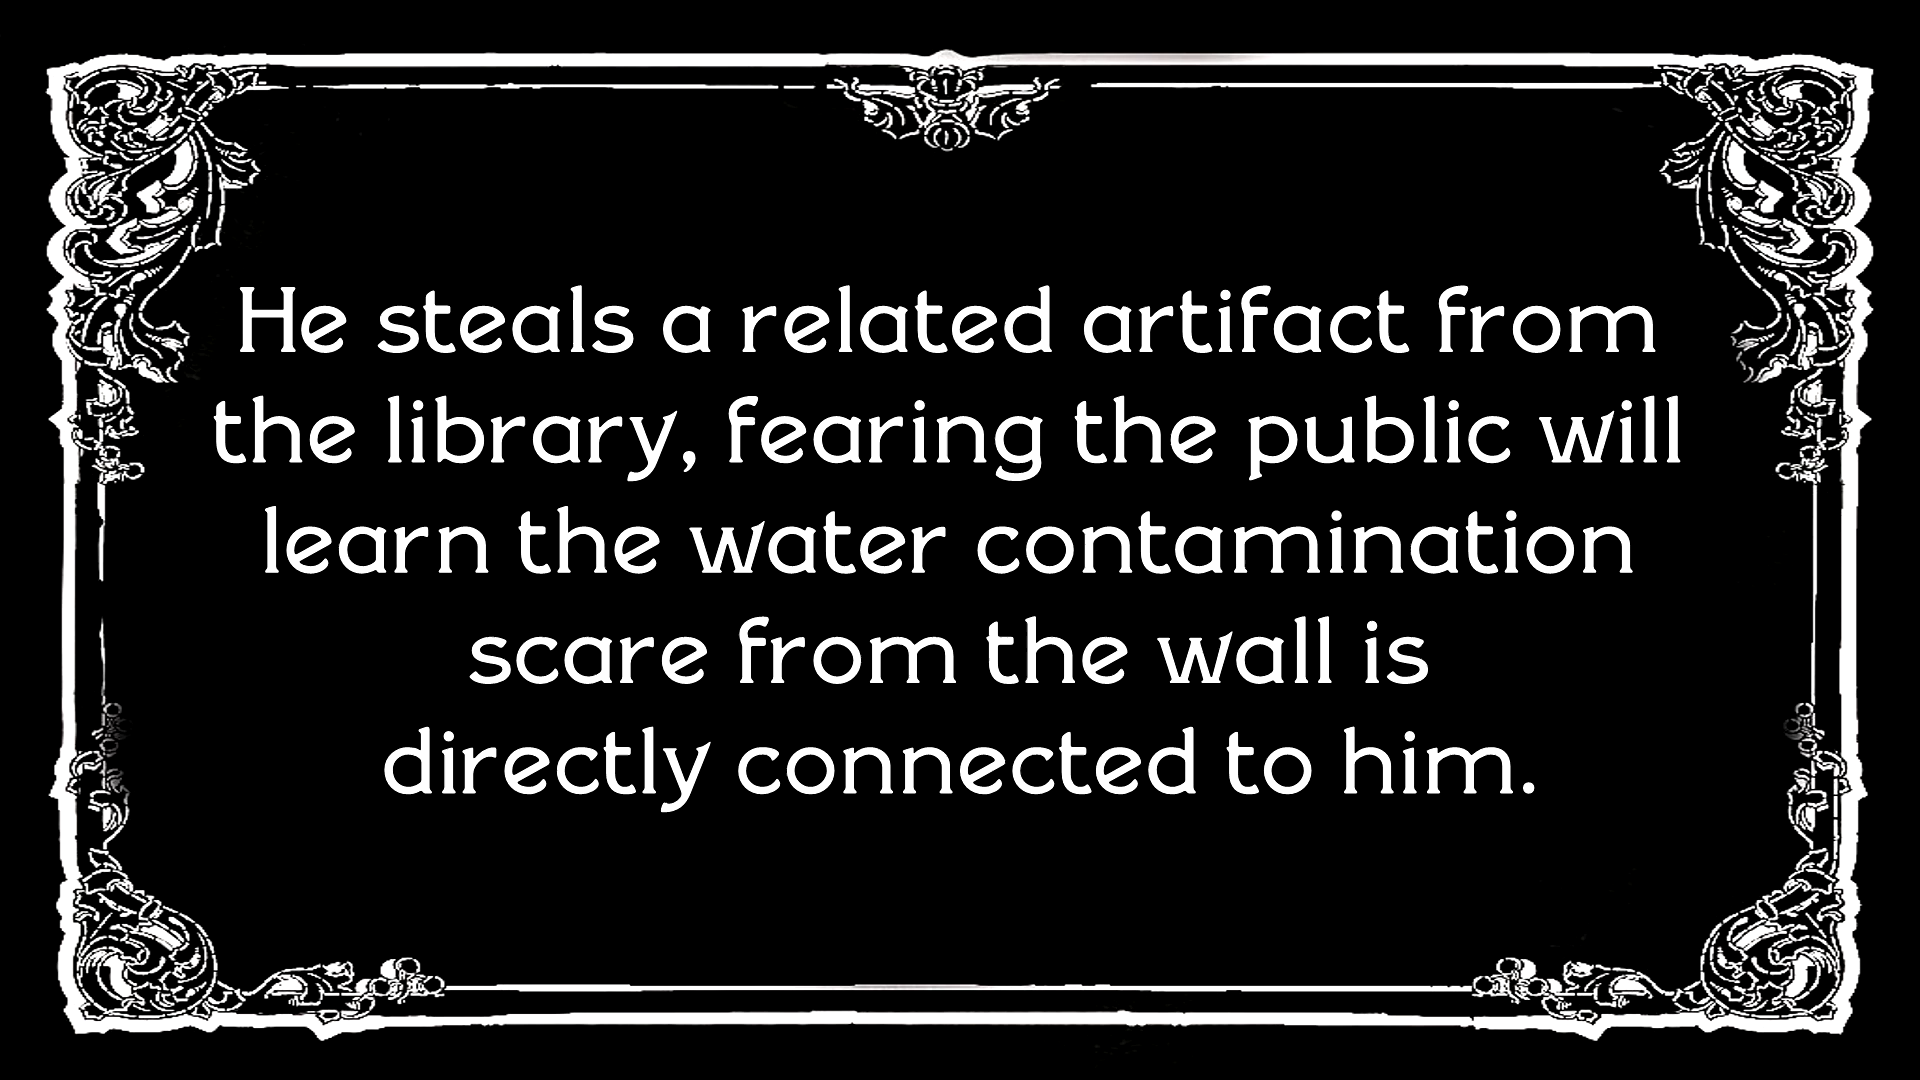 He steals a related artifact from
the library, fearing the public will
learn the water contamination
scare from the wall is
directly connected to him.